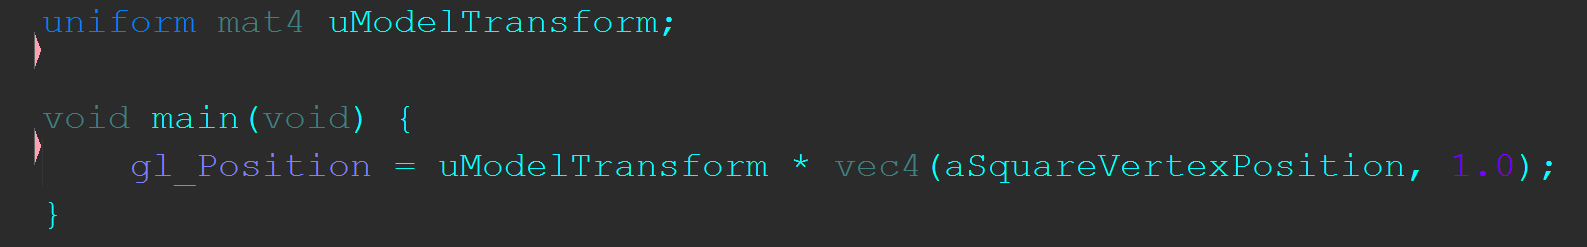 uniform mat4 uModelTransform;
void main(void) {
gl_Position = uModelTransform * vec4(aSquareVertexPosition, 1.0);
}